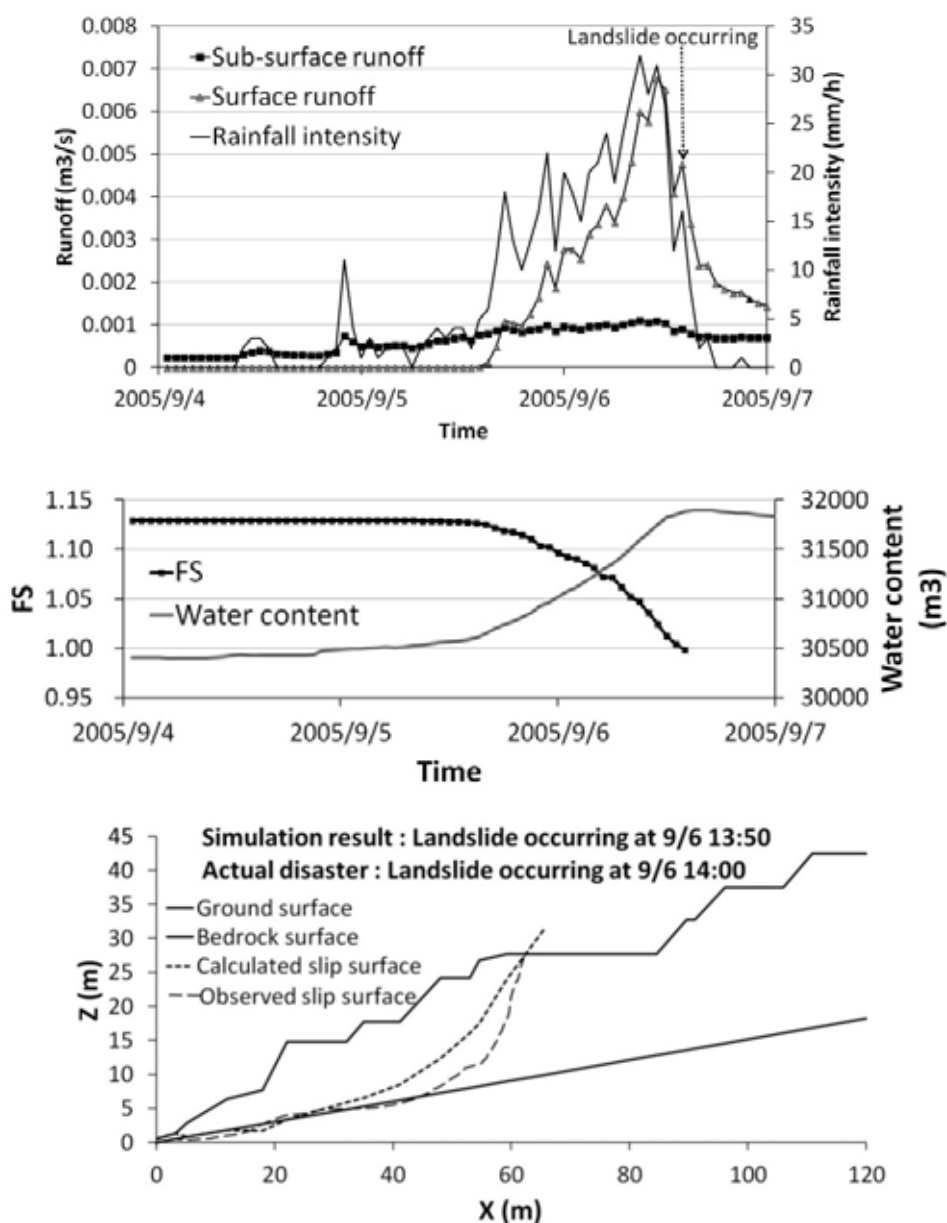 0.008
0.007
0.006
0.005
0.004
0.003
0.002
0.001
0
Runoff (m3/s)
Sub-surface runoff
Surface runoff
Rainfall intensity
Landslide occurring
35
30
25
20
15
10
5
0
Rainfall intensity (mm/h)
2005/9/4 2005/9/5 2005/9/6 2005/9/7
Time
1.15
1.10
1.05
1.00
0.95
FS
FS
Water content
32000
31500
31000
30500
30000
Water content
(m3)
2005/9/4 2005/9/5 2005/9/6 2005/9/7
Time
45
40
35
30
25
20
15
10
5
0
Z (m)
Simulation result : Landslide occurring at 9/6 13:50
Actual disaster : Landslide occurring at 9/6 14:00
Ground surface
Bedrock surface
Calculated slip surface
Observed slip surface
0 20 40 60 80 100 120
X (m)